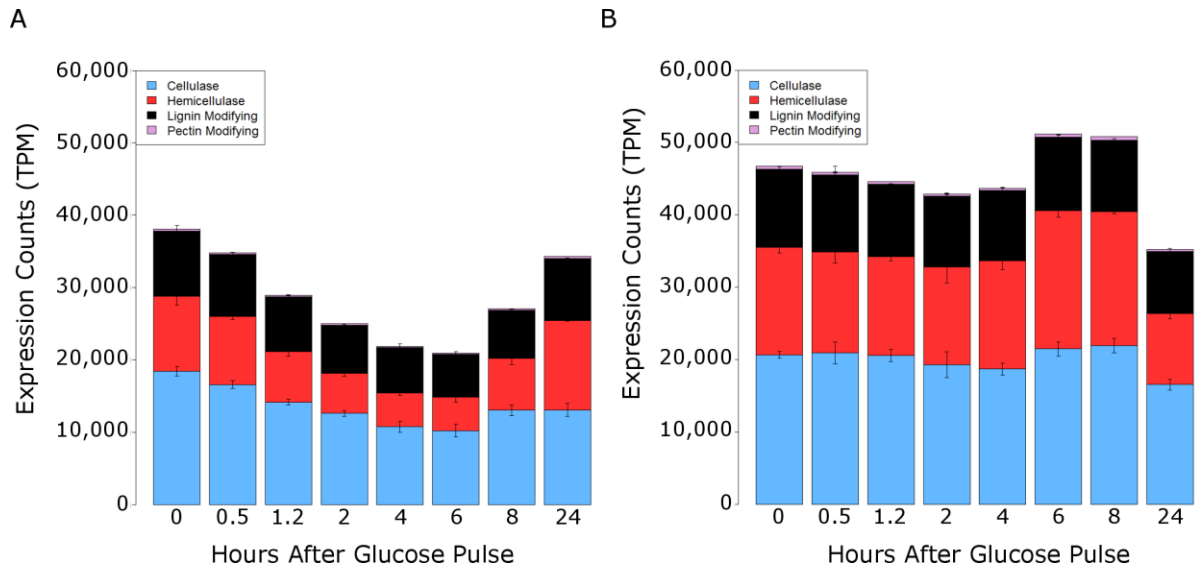 A
60,000
50,000
40,000
30,000
20,000
10,000
0
Expression Counts (TPM)
Cellulase
Hemicellulase
Lignin Modifying
Pectin Modifying
0 0.5 1.2 2 4 6 8 24
Hours After Glucose Pulse
B
60,000
50,000
40,000
30,000
20,000
10,000
0
Expression Counts (TPM)
Cellulase
Hemicellulase
Lignin Modifying
Pectin Modifying
0 0.5 1.2 2 4 6 8 24
Hours After Glucose Pulse